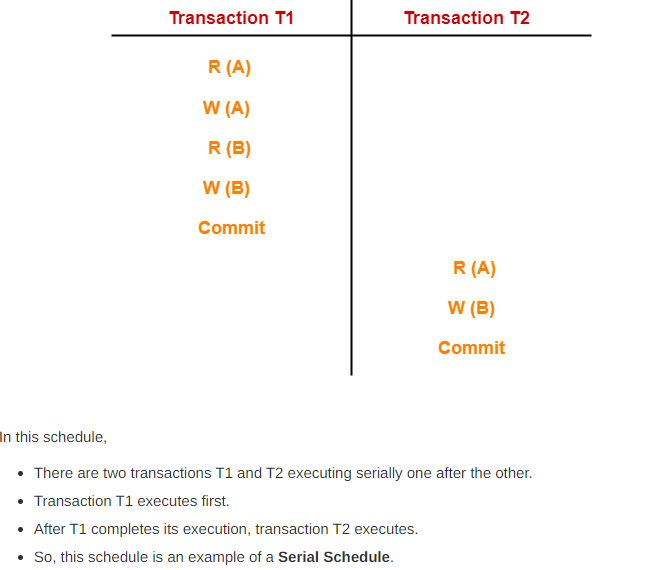 Transaction T1 Transaction T2
R (A)
W (A)
R (B)
W (B)
Commit
R (A)
W (B)
Commit
In this schedule,
• There are two transactions T1 and T2 executing serially one after the other.
• Transaction T1 executes first.
• After T1 completes its execution, transaction T2 executes.
• So, this schedule is an example of a Serial Schedule.